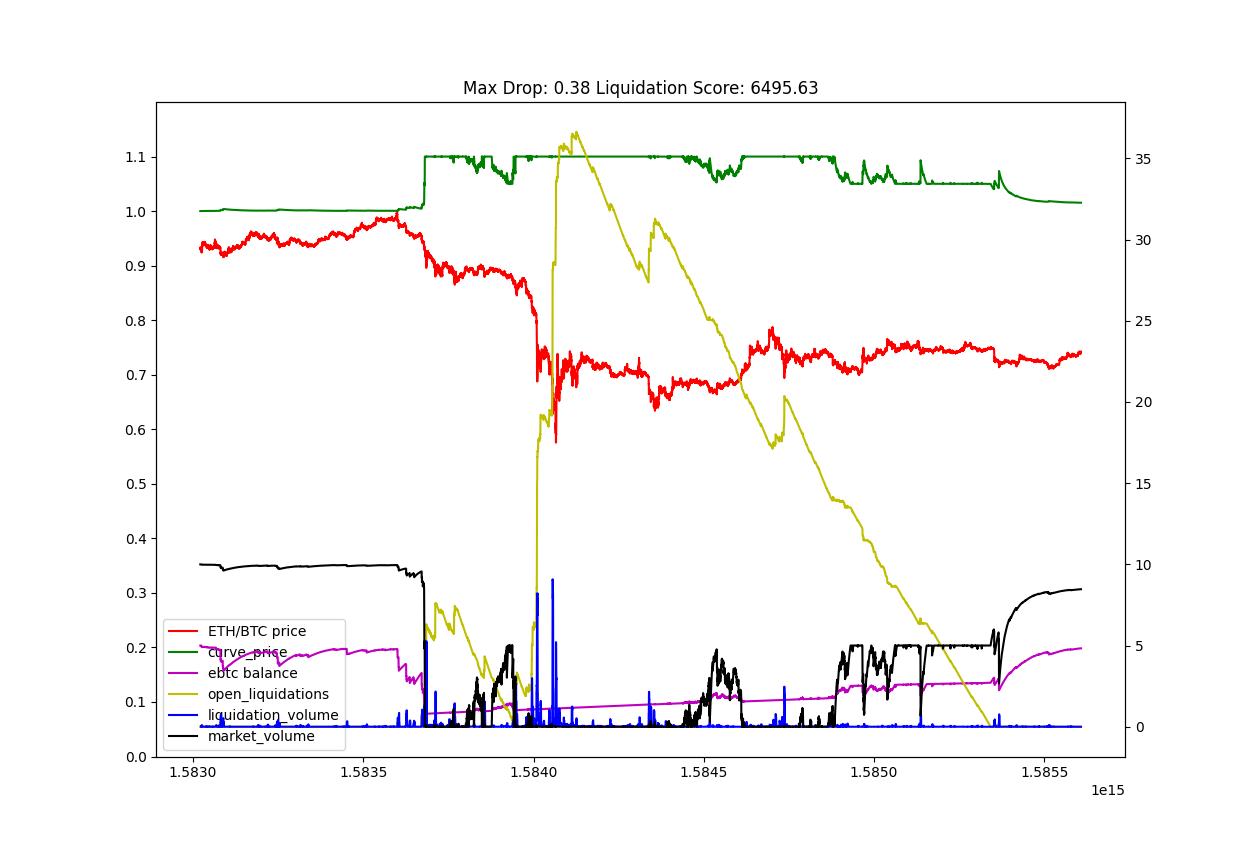 Max Drop: 0.38 Liquidation Score: 6495.63
1.1
1.0
0.9
0.8
0.7
0.6
0.5
0.4
0.3
0.2
0.1
0.0
35
30
25
20
15
10
5
0
ETH/BTC price
curve_price
ebtc balance
open_liquidations
liquidation_volume
market_volume
1.5830 1.5835 1.5840 1.5845 1.5850 1.5855
1e15